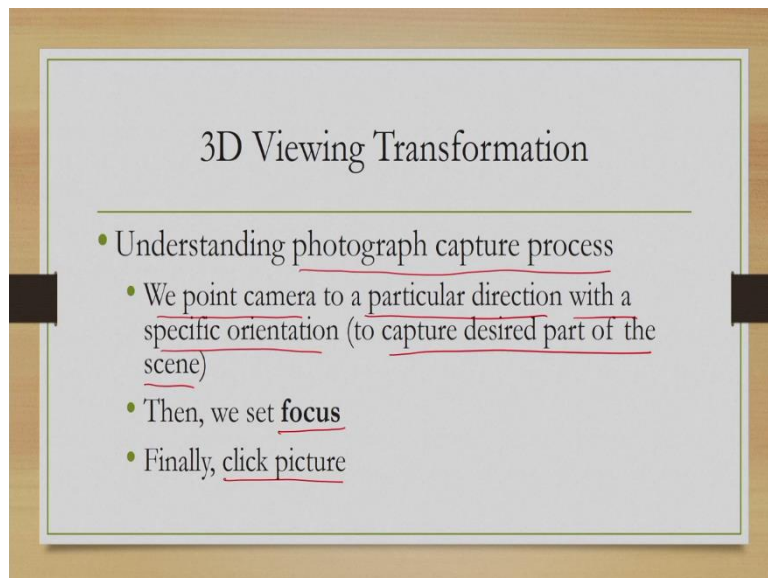 3D Viewing Transformation
• Understanding photograph capture process
• We point camera to a particular direction with a
specific orientation (to capture desired part of the
scene)
• Then, we set focus
• Finally, click picture